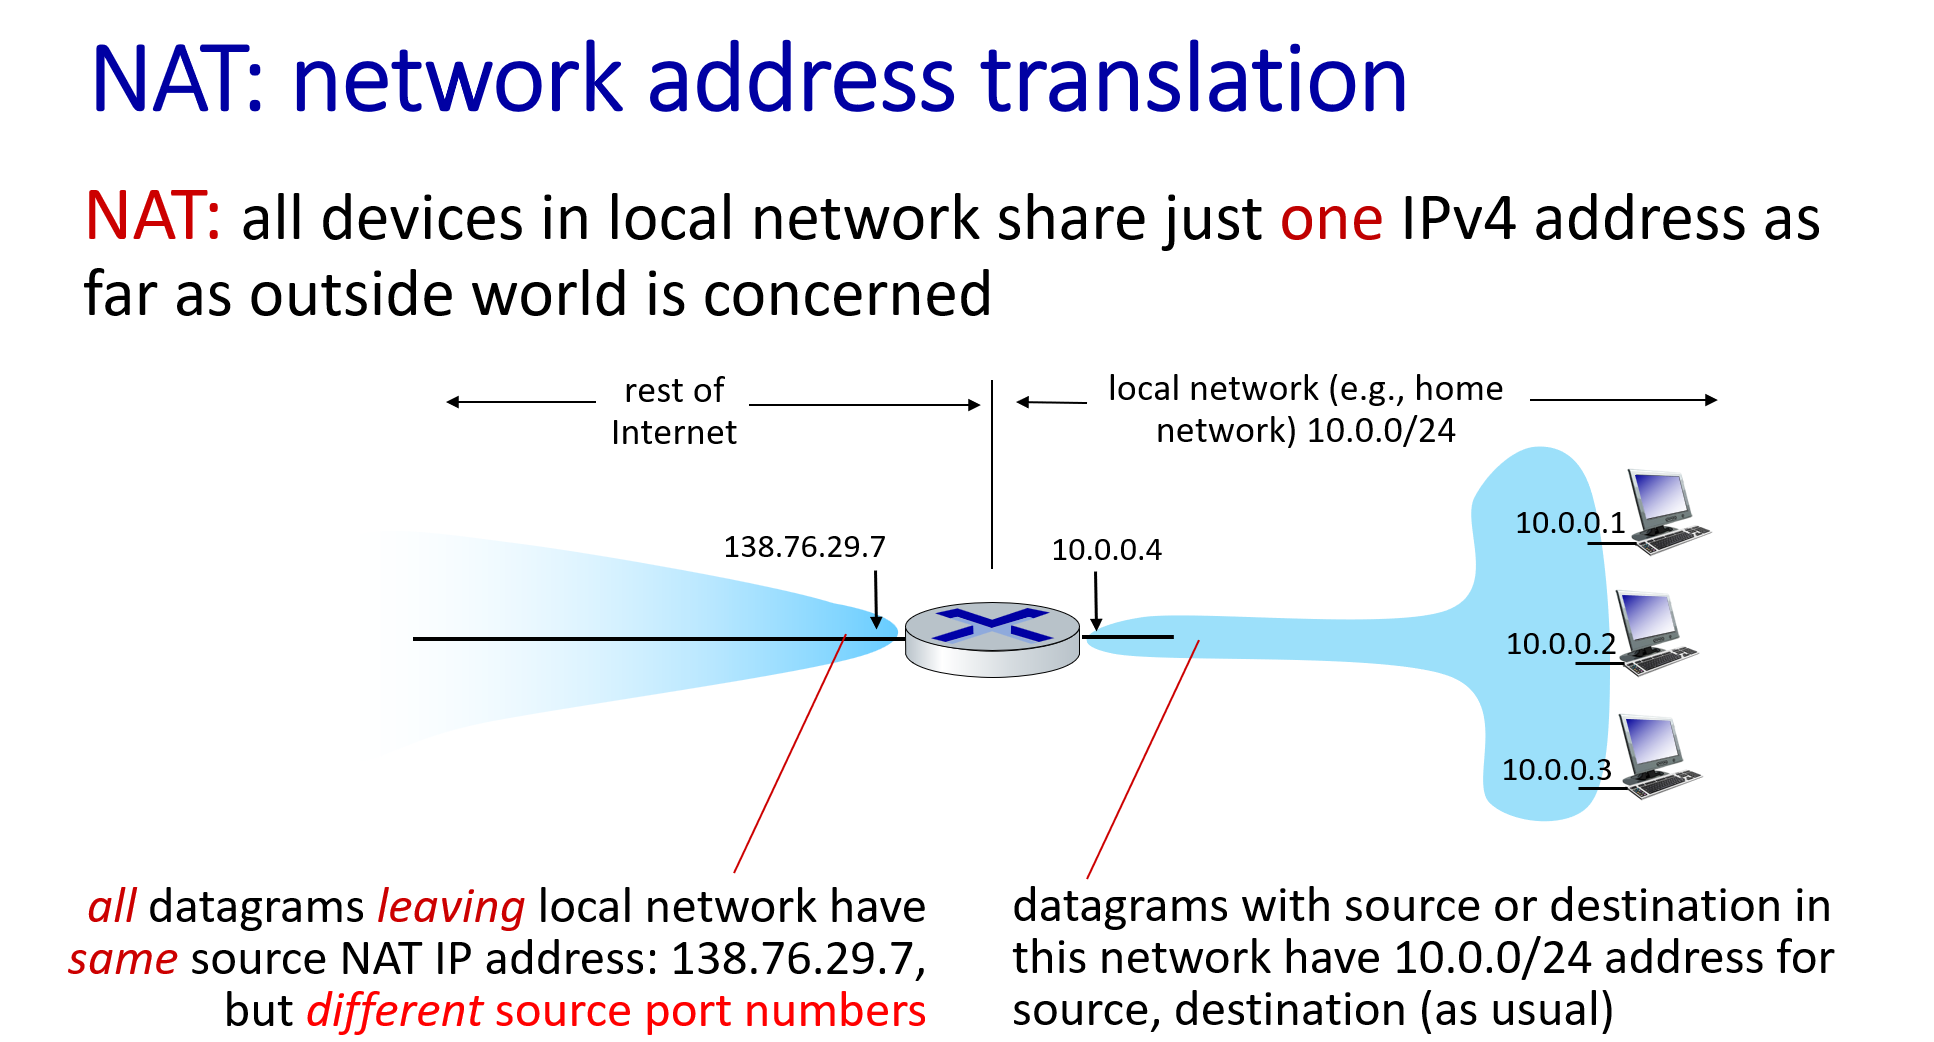 NAT: network address translation
NAT: all devices in local network share just one IPv4 address as
far as outside world is concerned
rest of
Internet
local network (e.g., home
network) 10.0.0/24
138.76.29.7
10.0.0.4
10.0.0.1
10.0.0.2
10.0.0.3
all datagrams leaving local network have
same source NAT IP address: 138.76.29.7,
but different source port numbers
datagrams with source or destination in
this network have 10.0.0/24 address for
source, destination (as usual)